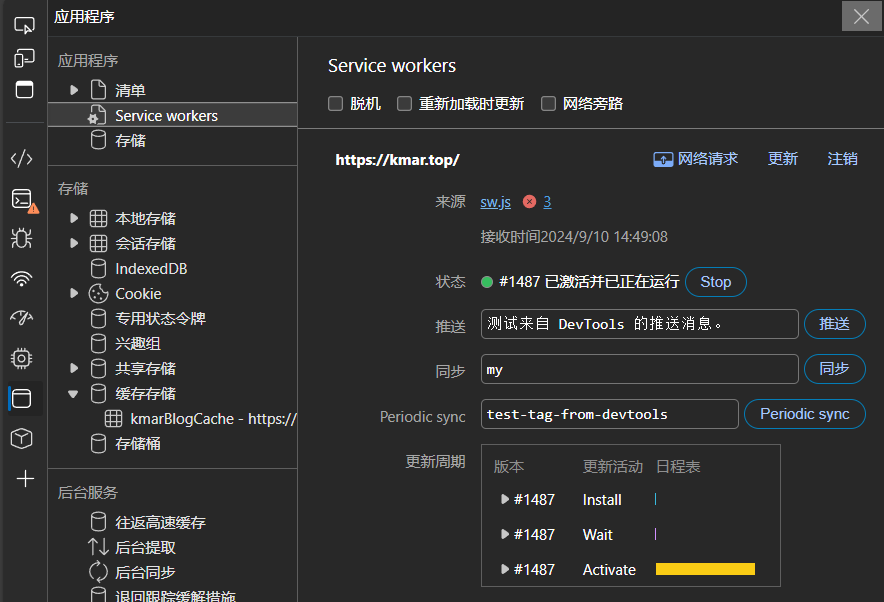 应用程序
应用程序
清单
Service workers
存储
存储
本地存储
会话存储
IndexedDB
Cookie
专用状态令牌
兴趣组
共享存储
缓存存储
kmarBlogCache - https://
存储桶
后台服务
往返高速缓存
后台提取
后台同步
退回跟踪缓解措施
Service workers
脱机 重新加载时更新 网络旁路
https://kmar.top/ 网络请求 更新 注销
来源 sw.js 3
接收时间2024/9/10 14:49:08
状态 #1487 已激活并已正在运行 Stop
推送 测试来自 DevTools 的推送消息。 推送
同步 my 同步
Periodic sync test-tag-from-devtools Periodic sync
更新周期 版本 更新活动 日程表
#1487 Install
#1487 Wait
#1487 Activate